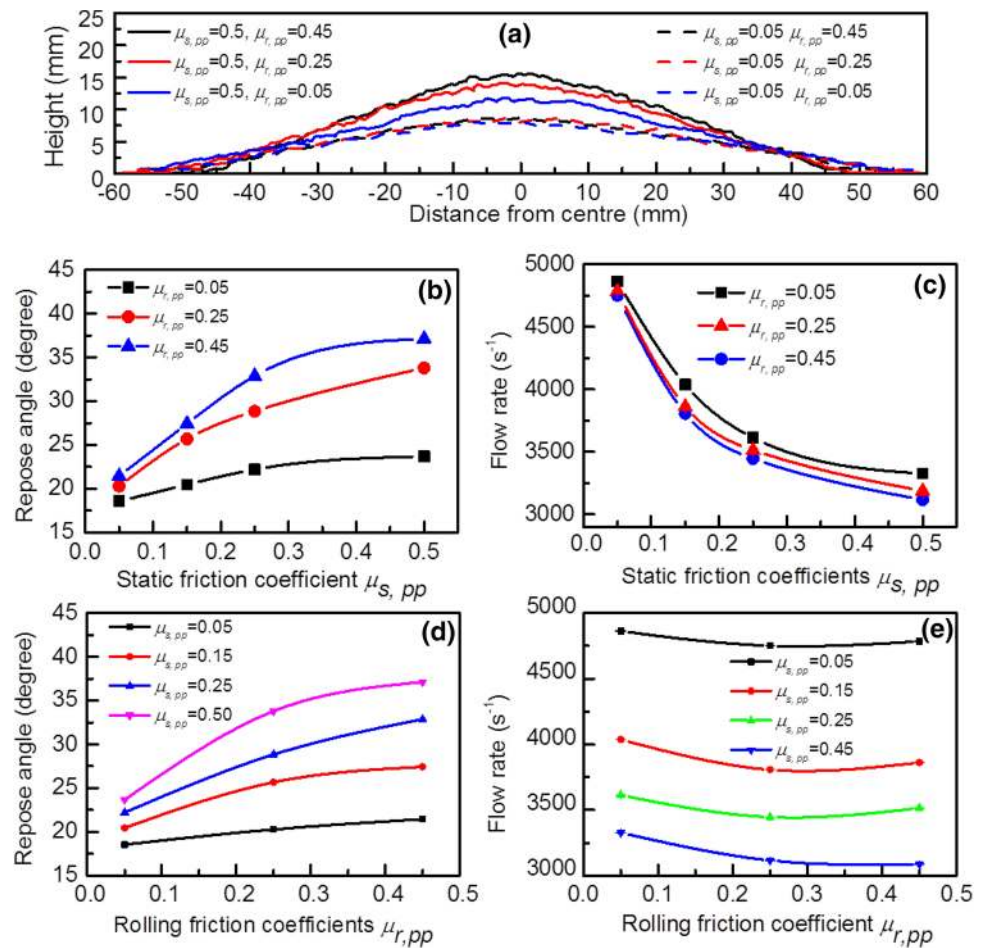 (a)
μs, pp=0.5, μr, pp=0.45
μs, pp=0.5, μr, pp=0.25
μs, pp=0.5, μr, pp=0.05
μs, pp=0.05 μr, pp=0.45
μs, pp=0.05 μr, pp=0.25
μs, pp=0.05 μr, pp=0.05
Height (mm)
25
20
15
10
5
0
-60 -50 -40 -30 -20 -10 0 10 20 30 40 50 60
Distance from centre (mm)
(b)
μr, pp=0.05
μr, pp=0.25
μr, pp=0.45
Repose angle (degree)
45
40
35
30
25
20
15
0.0 0.1 0.2 0.3 0.4 0.5
Static friction coefficient μS, pp
(c)
μr, pp=0.05
μr, pp=0.25
μr, pp=0.45
Flow rate (s-1)
5000
4500
4000
3500
3000
0.0 0.1 0.2 0.3 0.4 0.5
Static friction coefficients μS, pp
(d)
μs, pp=0.05
μs, pp=0.15
μs, pp=0.25
μs, pp=0.50
Repose angle (degree)
45
40
35
30
25
20
15
0.0 0.1 0.2 0.3 0.4 0.5
Rolling friction coefficients μr,pp
(e)
μs, pp=0.05
μs, pp=0.15
μs, pp=0.25
μs, pp=0.45
Flow rate (s-1)
5000
4500
4000
3500
3000
0.0 0.1 0.2 0.3 0.4 0.5
Rolling friction coefficients μr,pp